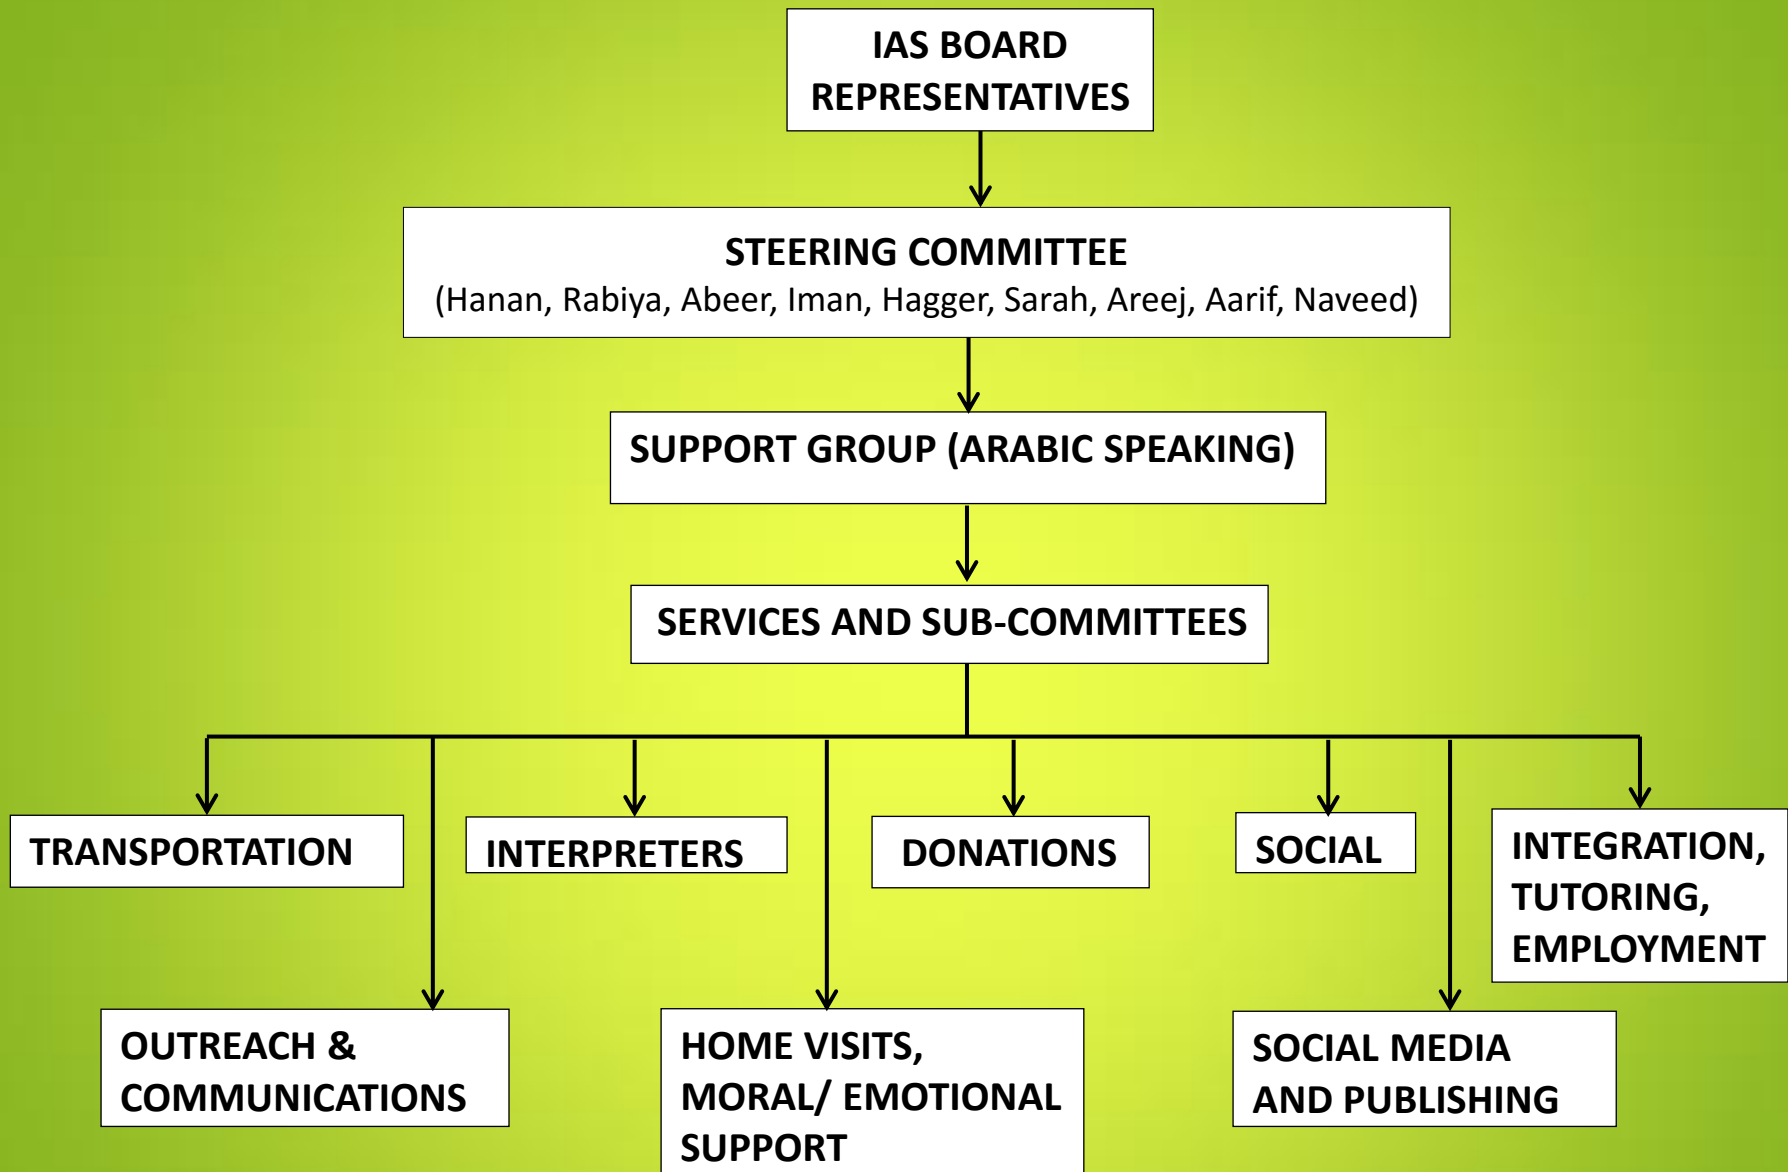 IAS BOARD
REPRESENTATIVES
STEERING COMMITTEE
(Hanan, Rabiya, Abeer, Iman, Hagger, Sarah, Areej, Aarif, Naveed)
SUPPORT GROUP (ARABIC SPEAKING)
SERVICES AND SUB-COMMITTEES
TRANSPORTATION
INTERPRETERS
DONATIONS
SOCIAL
INTEGRATION,
TUTORING,
EMPLOYMENT
OUTREACH &
COMMUNICATIONS
HOME VISITS,
MORAL/ EMOTIONAL
SUPPORT
SOCIAL MEDIA
AND PUBLISHING